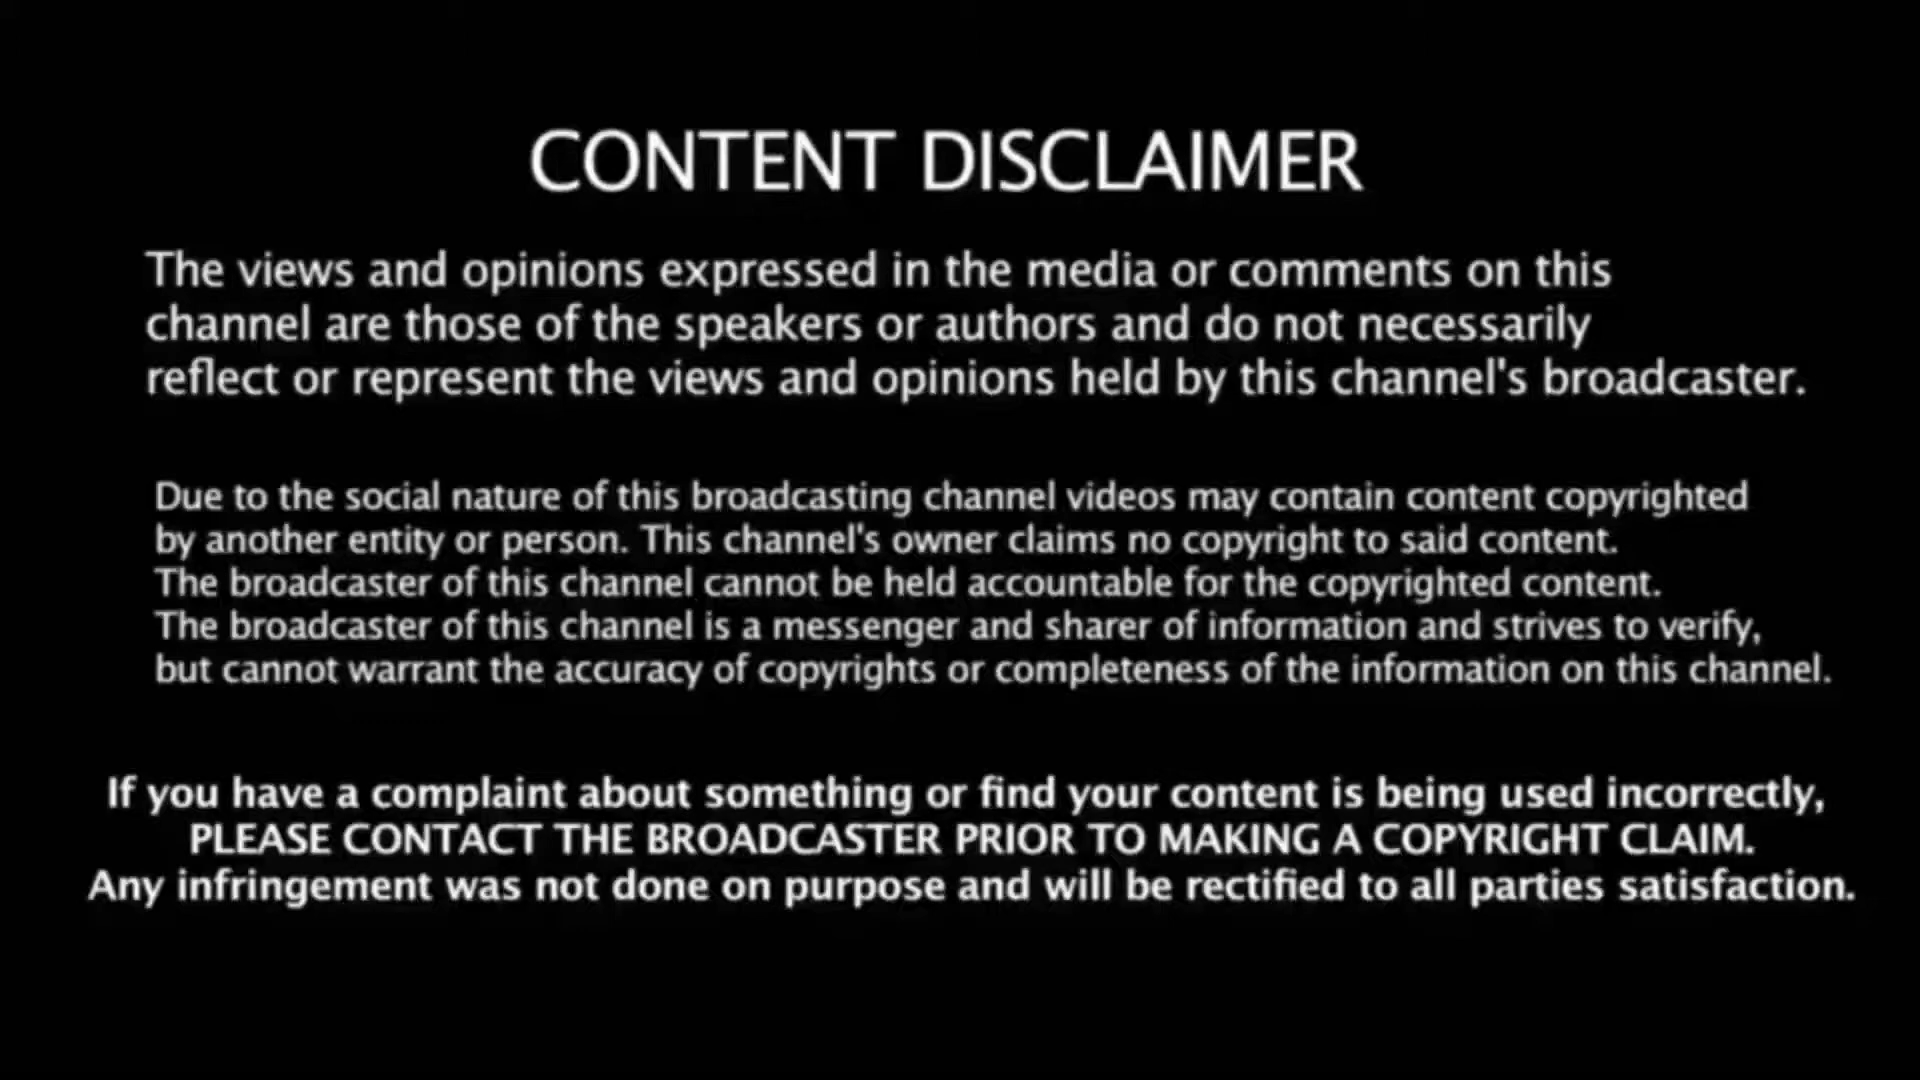 CONTENT DISCLAIMER
The views and opinions expressed in the media or comments on this
channel are those of the speakers or authors and do not necessarily
reflect or represent the views and opinions held by this channel's broadcaster.
Due to the social nature of this broadcasting channel videos may contain content copyrighted
by another entity or person. This channel's owner claims no copyright to said content.
The broadcaster of this channel cannot be held accountable for the copyrighted content.
The broadcaster of this channel is a messenger and sharer of information and strives to verify,
but cannot warrant the accuracy of copyrights or completeness of the information on this channel.
If you have a complaint about something or find your content is being used incorrectly,
PLEASE CONTACT THE BROADCASTER PRIOR TO MAKING A COPYRIGHT CLAIM.
Any infringement was not done on purpose and will be rectified to all parties satisfaction.